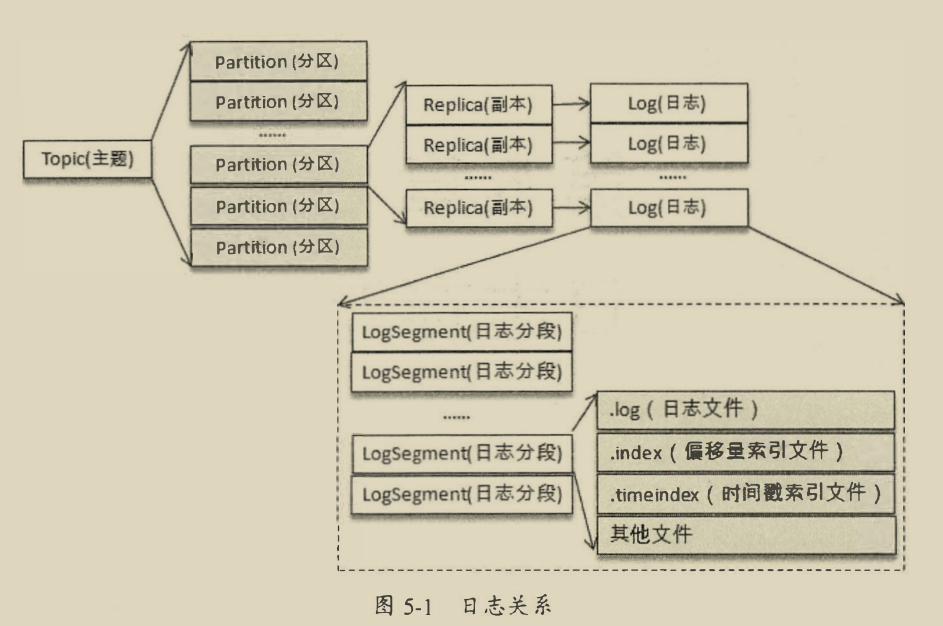 Topic(主题)
Partition (分区)
Partition (分区)
......
Partition (分区)
Partition (分区)
Partition (分区)
Replica(副本)
Replica(副本)
......
Replica(副本)
Log(日志)
Log(日志)
......
Log(日志)
LogSegment(日志分段)
LogSegment(日志分段)
......
LogSegment(日志分段)
LogSegment(日志分段)
.log ( 日志文件 )
.index ( 偏移量索引文件 )
.timeindex ( 时间戳索引文件 )
其他文件
图 5-1 日志关系